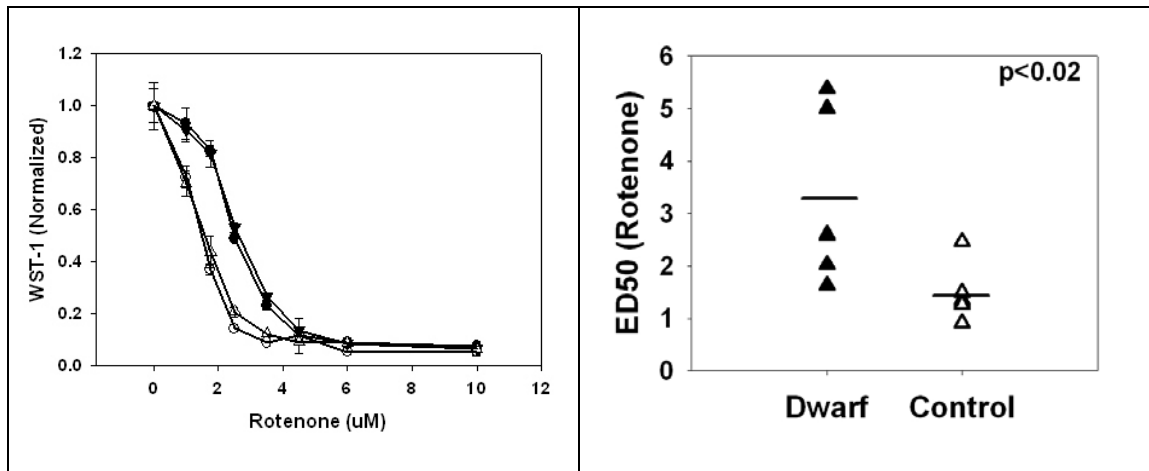 WST-1 (Normalized)
1.2
1.0
0.8
0.6
0.4
0.2
0.0
0 2 4 6 8 10 12
Rotenone (uM)
ED50 (Rotenone)
6
5
4
3
2
1
0
p<0.02
Dwarf Control